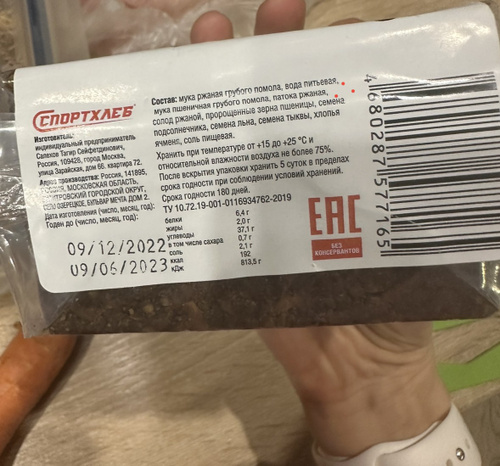 СПОРТХЛЕБ
Изготовитель:
индивидуальный предприниматель
Салехов Тагир Сейфетдинович,
Россия, 109428, город Москва,
улица Зарайская, дом 66. квартира 72.
Адрес производства: Россия, 141895,
МОСКОВСКАЯ ОБЛАСТЬ,
ГОРОДСКОЙ ОКРУГ,
ОЗЕРЕЦКОЕ, БУЛЬВАР МЕЧТА ДОМ 2.
Дата изготовления (число, месяц, год):
Годен до (число, месяц, год):
09/12/2022
09/06/2023
Состав: мука ржаная грубого помола, вода питьевая,
мука пшеничная грубого помола, патока ржаная,
солод ржаной, пророщенные зерна пшеницы, семена
подсолнечника, семена льна, семена тыквы, хлопья
ячменя, соль пищевая.
Хранить при температуре от +15 до +25 °С и
относительной влажности воздуха не более 75%.
После вскрытия упаковки хранить 5 суток в пределах
срока годности при соблюдении условий хранений.
Срок годности 180 дней.
ТУ 10.72.19-001-0116934762-2019
белки 6,4 г
жиры 2,0 г
углеводы 37,1 г
в том числе сахара 0,7 г
соль 2,1 г
ккал 192
кДж 813,5 г
ЕАС
БЕЗ
КОНСЕРВАНТОВ
4 680287 577165